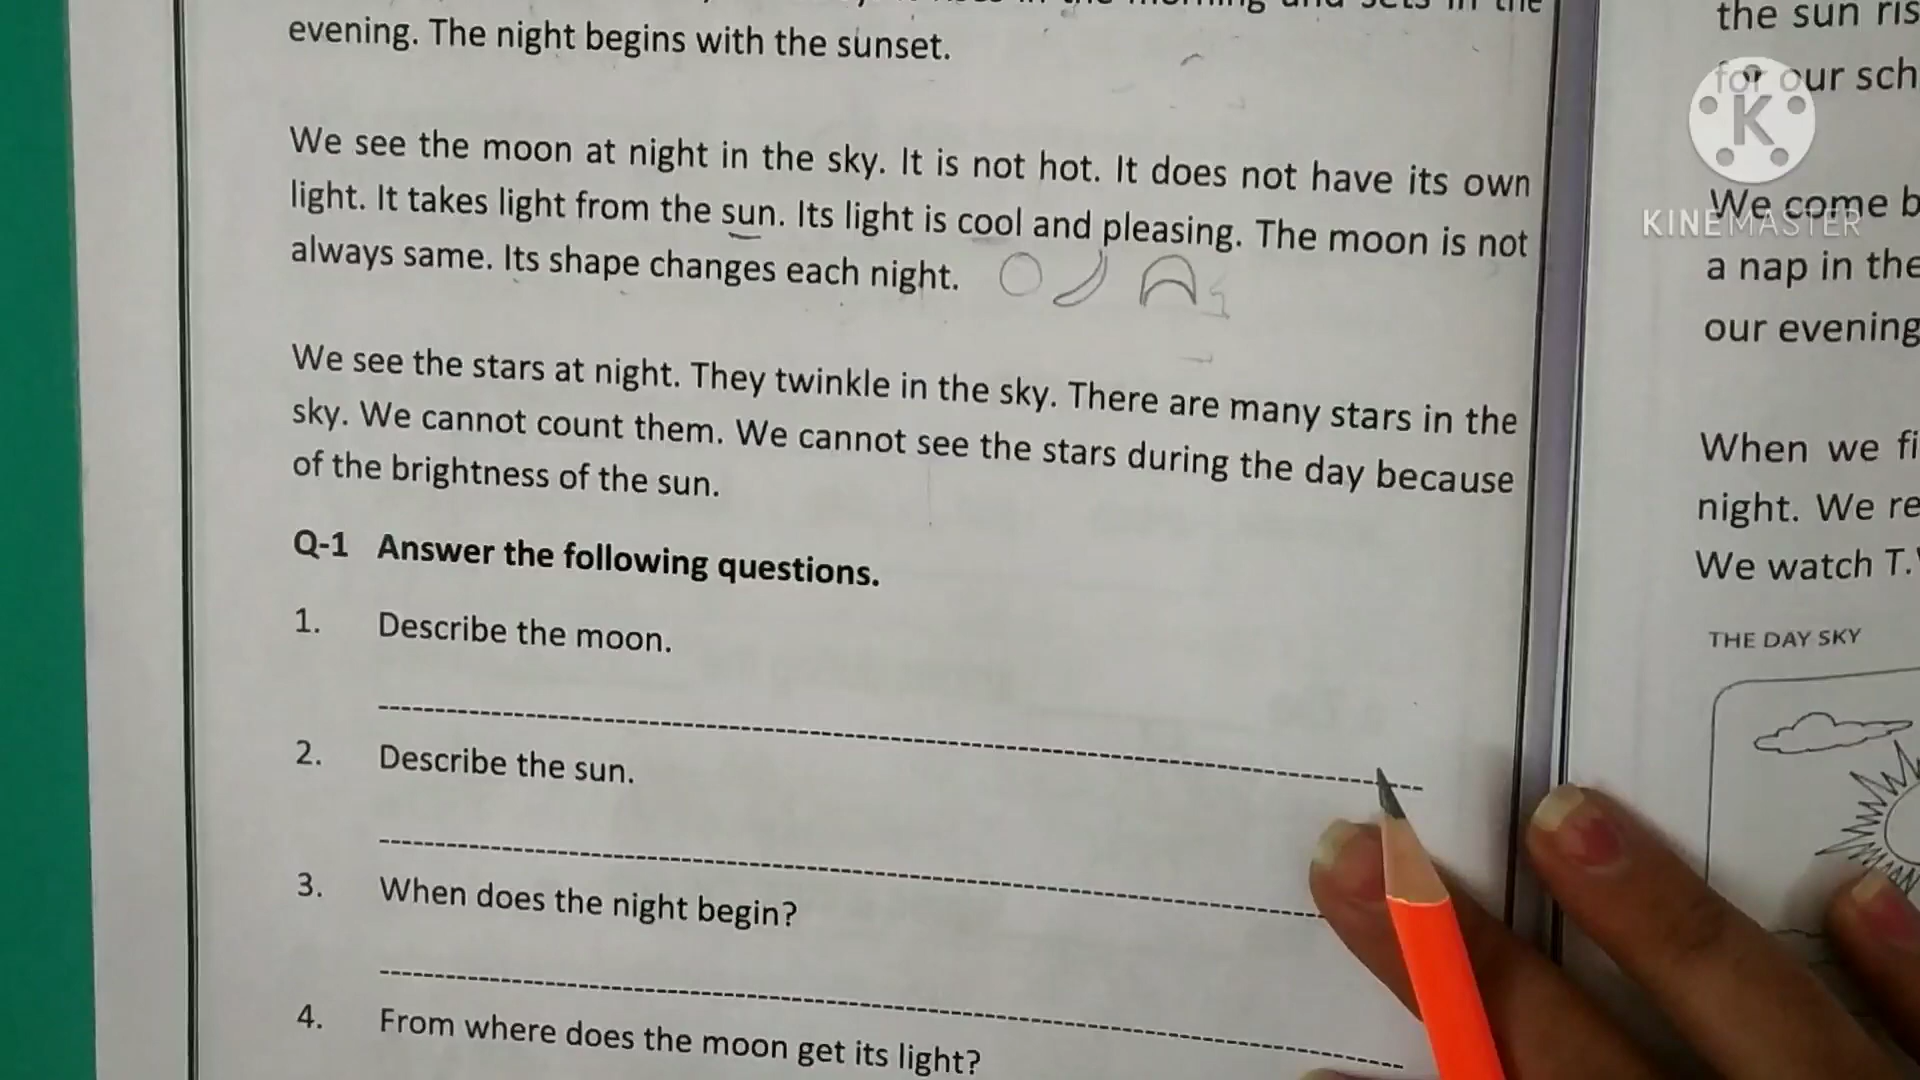 in the morning and sets in the
evening. The night begins with the sunset.
We see the moon at night in the sky. It is not hot. It does not have its own
light. It takes light from the sun. Its light is cool and pleasing. The moon is not
always same. Its shape changes each night.
We see the stars at night. They twinkle in the sky. There are many stars in the
sky. We cannot count them. We cannot see the stars during the day because
of the brightness of the sun.
Q-1 Answer the following questions.
1. Describe the moon.
2. Describe the sun.
3. When does the night begin?
4. From where does the moon get its light?
the sun ris
for our sch
We come b
a nap in the
our evening
When we fi
night. We re
We watch T.V
THE DAY SKY
K
KINEMASTER